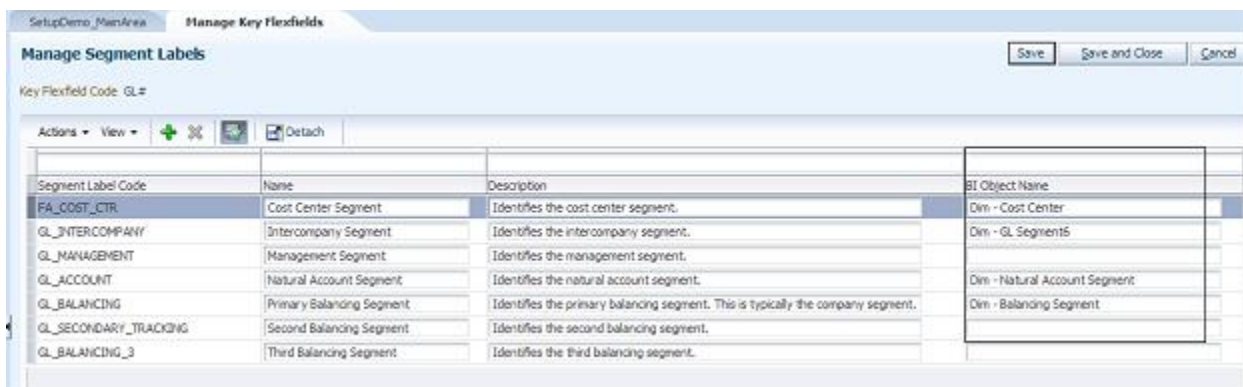 SetupDemo_MainArea Manage Key Flexfields
Manage Segment Labels Save Save and Close Cancel
Key Flexfield Code GL#
Actions View Detach
Segment Label Code Name Description BI Object Name
FA_COST_CTR Cost Center Segment Identifies the cost center segment. Dim - Cost Center
GL_INTERCOMPANY Intercompany Segment Identifies the intercompany segment. Dim - GL Segment6
GL_MANAGEMENT Management Segment Identifies the management segment.
GL_ACCOUNT Natural Account Segment Identifies the natural account segment. Dim - Natural Account Segment
GL_BALANCING Primary Balancing Segment Identifies the primary balancing segment. This is typically the company segment. Dim - Balancing Segment
GL_SECONDARY_TRACKING Second Balancing Segment Identifies the second balancing segment.
GL_BALANCING_3 Third Balancing Segment Identifies the third balancing segment.